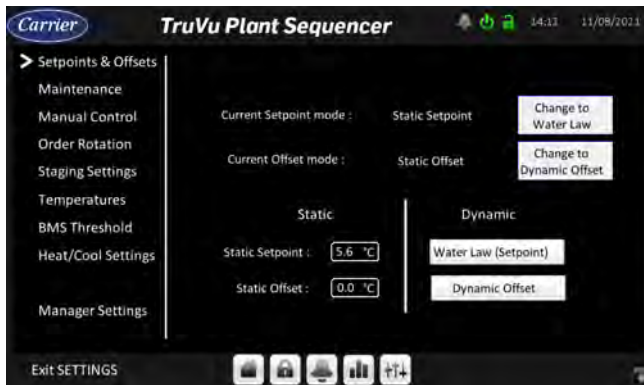 Carrier TruVu Plant Sequencer 14:12 11/09/2021
Setpoints & Offsets
Maintenance
Manual Control
Order Rotation
Staging Settings
Temperatures
BMS Threshold
Heat/Cool Settings
Manager Settings
Current Setpoint mode : Static Setpoint
Change to
Water Law
Current Offset mode : Static Offset
Change to
Dynamic Offset
Static Dynamic
Static Setpoint : 5.6 °C Water Law (Setpoint)
Static Offset : 0.0 °C Dynamic Offset
Exit SETTINGS